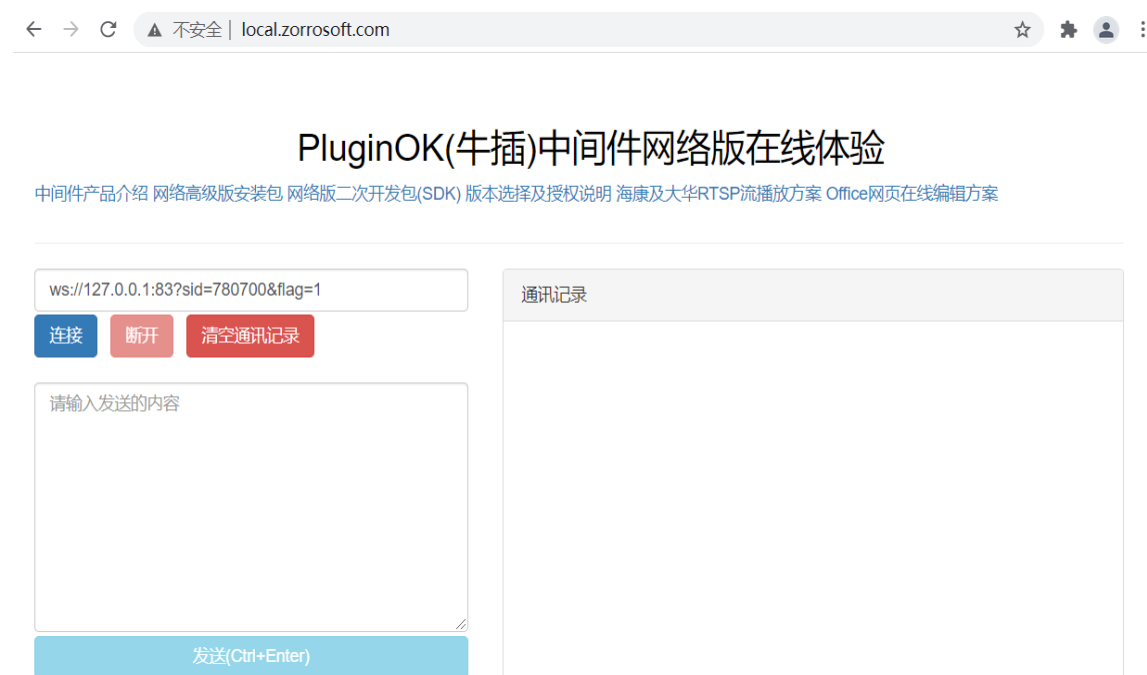 不安全 | local.zorrosoft.com
PluginOK(牛插)中间件网络版在线体验
中间件产品介绍 网络高级版安装包 网络版二次开发包(SDK) 版本选择及授权说明 海康及大华RTSP流播放方案 Office网页在线编辑方案
ws://127.0.0.1:83?sid=780700&flag=1
连接 断开 清空通讯记录
请输入发送的内容
发送(Ctrl+Enter)
通讯记录